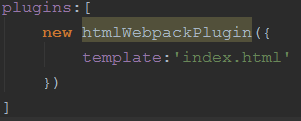 plugins:[
    new htmlWebpackPlugin({
        template:'index.html'
    })
]